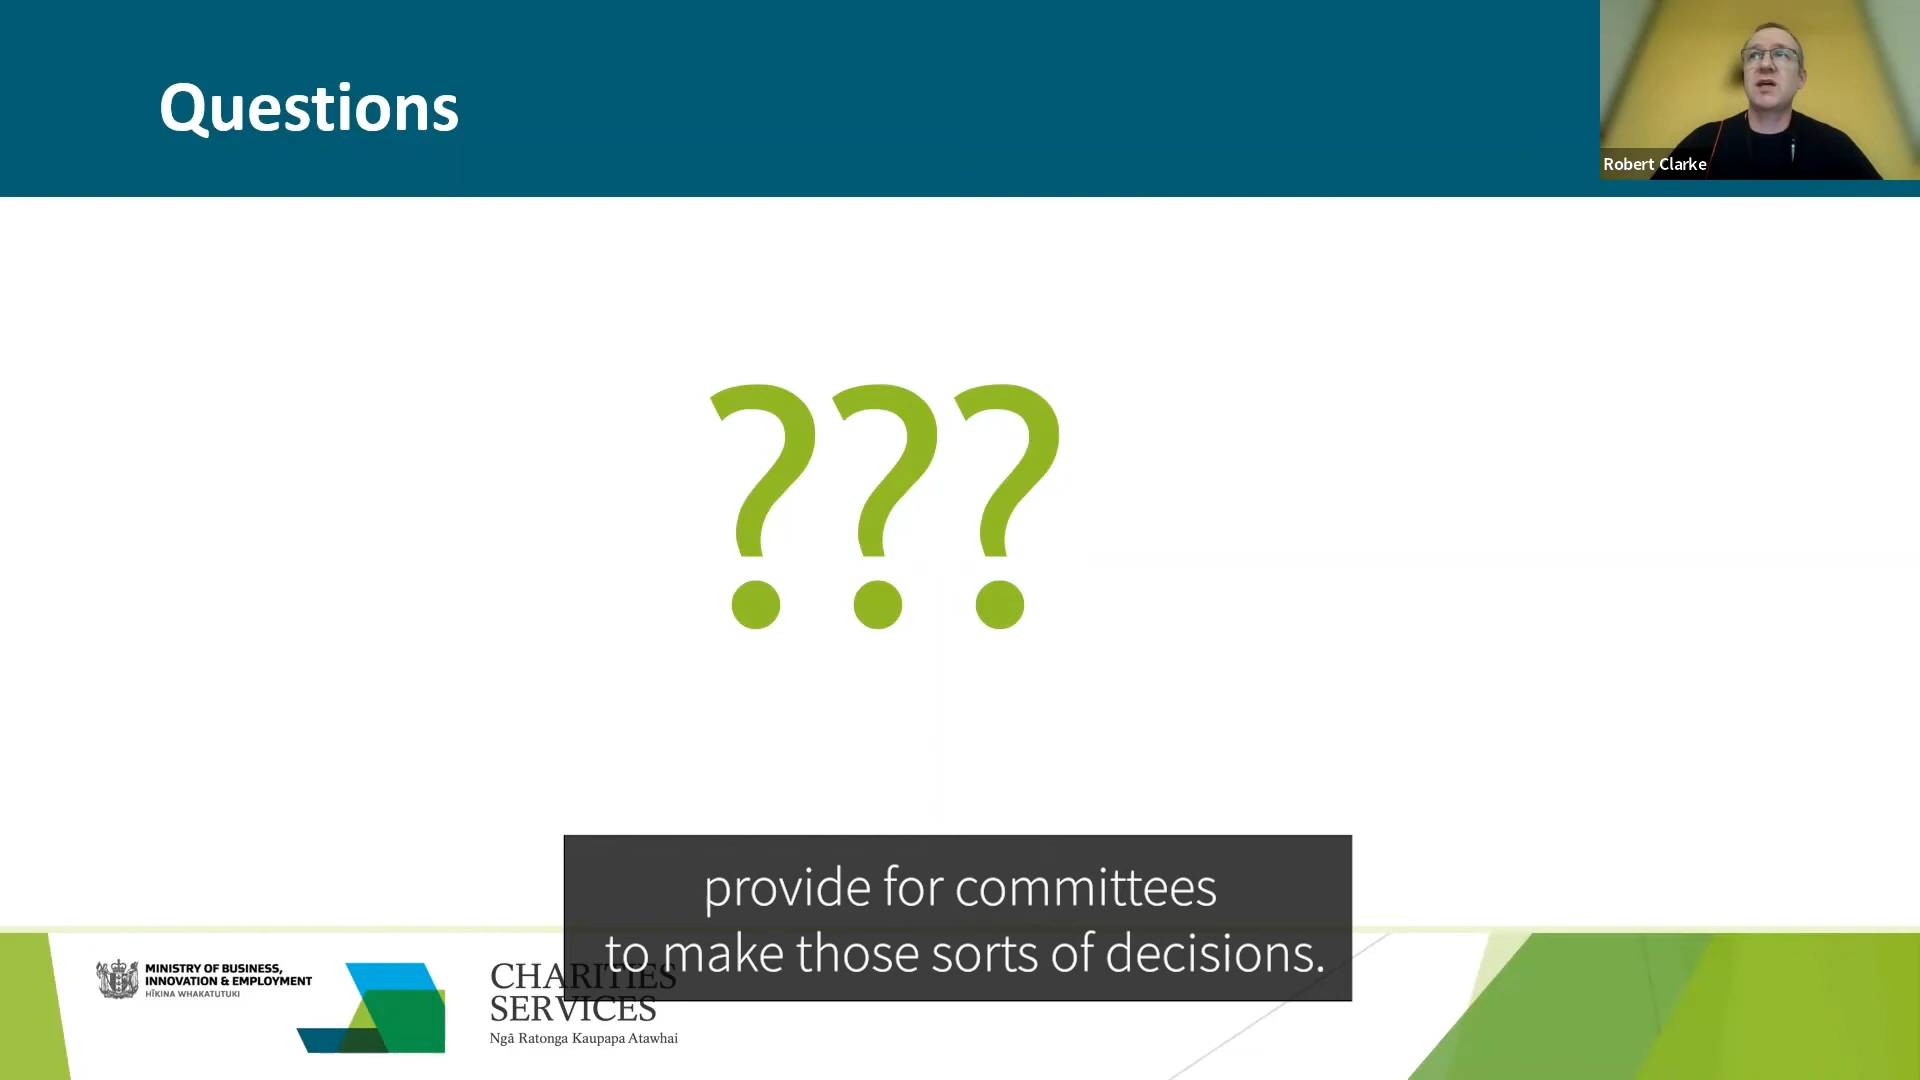 Questions
Robert Clarke
???
provide for committees
to make those sorts of decisions.
MINISTRY OF BUSINESS,
INNOVATION & EMPLOYMENT
HĪKINA WHAKATUTUKI
CHARITIES
SERVICES
Ngā Ratonga Kaupapa Atawhai